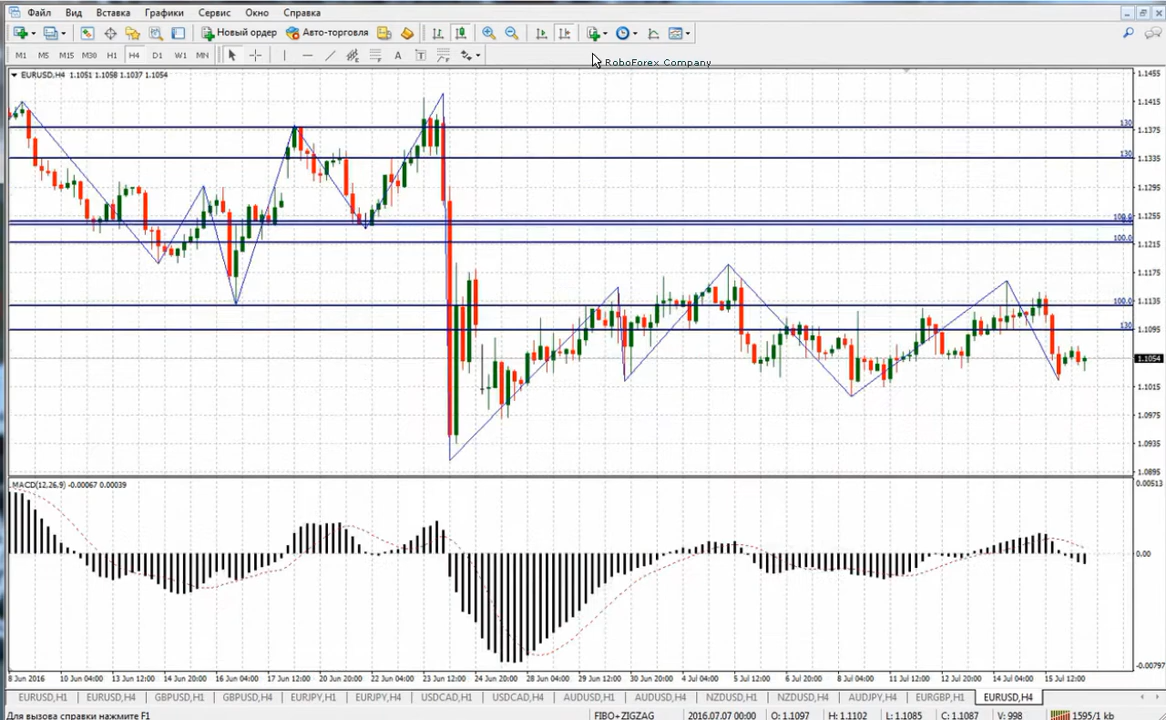 Файл Вид Вставка Графики Сервис Окно Справка
Новый ордер Авто-торговля
M1 M5 M15 M30 H1 H4 D1 W1 MN A T
RoboForex Company
EURUSD,H4 1.1051 1.1058 1.1037 1.1054
1.1455
1.1415
130
1.1375
130
1.1335
1.1295
100.0
1.1255
100.0
1.1215
1.1175
100.0
1.1135
130
1.1095
1.1054
1.1015
1.0975
1.0935
1.0895
MACD(12,26,9) -0.00067 0.00039
0.00513
0.00
-0.00797
8 Jun 2016 10 Jun 04:00 13 Jun 12:00 14 Jun 20:00 16 Jun 04:00 17 Jun 12:00 20 Jun 20:00 22 Jun 04:00 23 Jun 12:00 24 Jun 20:00 28 Jun 04:00 29 Jun 12:00 30 Jun 20:00 4 Jul 04:00 5 Jul 12:00 6 Jul 20:00 8 Jul 04:00 11 Jul 12:00 12 Jul 20:00 14 Jul 04:00 15 Jul 12:00
EURUSD,H1 EURUSD,H4 GBPUSD,H1 GBPUSD,H4 EURJPY,H1 EURJPY,H4 USDCAD,H1 USDCAD,H4 AUDUSD,H1 AUDUSD,H4 NZDUSD,H1 NZDUSD,H4 AUDJPY,H4 EURGBP,H1 EURUSD,H4
Для вызова справки нажмите F1 FIBO+ZIGZAG 2016.07.07 00:00 O: 1.1097 H: 1.1102 L: 1.1085 C: 1.1087 V: 998 1595/1 kb